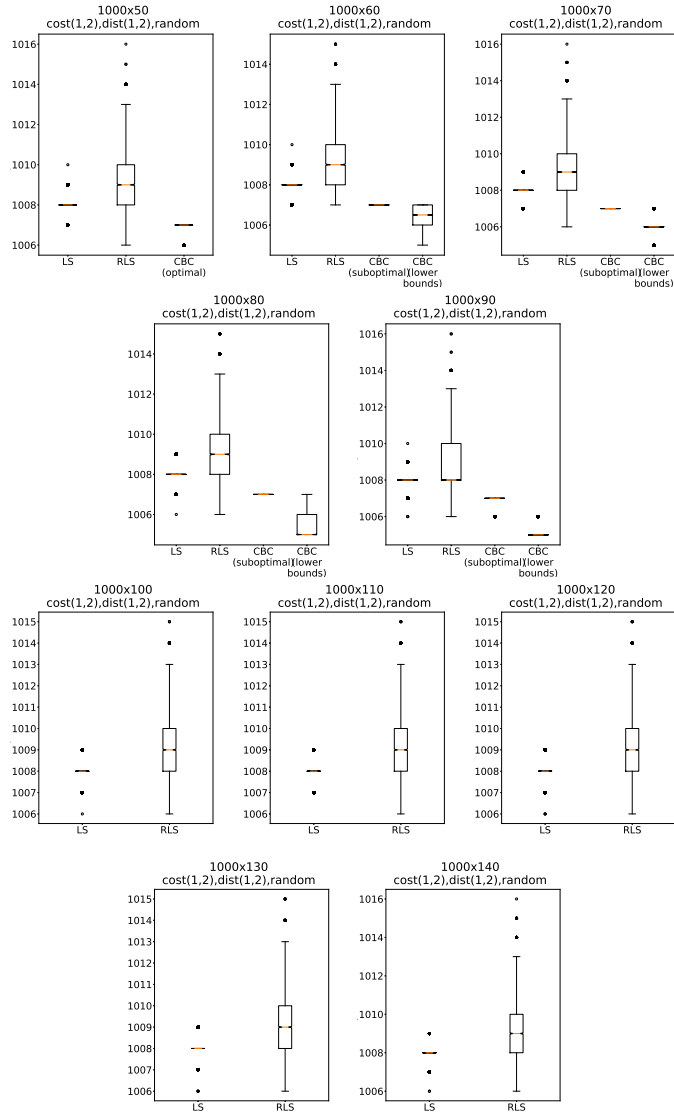 1000x50
cost(1,2),dist(1,2),random
1016
1014
1012
1010
1008
1006
LS
RLS
CBC
(optimal)
1000x60
cost(1,2),dist(1,2),random
1014
1012
1010
1008
1006
LS
RLS
CBC
(suboptimal)
CBC
(lower
bounds)
1000x70
cost(1,2),dist(1,2),random
1016
1014
1012
1010
1008
1006
LS
RLS
CBC
(suboptimal)
CBC
(lower
bounds)
1000x80
cost(1,2),dist(1,2),random
1014
1012
1010
1008
1006
LS
RLS
CBC
(suboptimal)
CBC
(lower
bounds)
1000x90
cost(1,2),dist(1,2),random
1016
1014
1012
1010
1008
1006
LS
RLS
CBC
(suboptimal)
CBC
(lower
bounds)
1000x100
cost(1,2),dist(1,2),random
1015
1014
1013
1012
1011
1010
1009
1008
1007
1006
LS
RLS
1000x110
cost(1,2),dist(1,2),random
1015
1014
1013
1012
1011
1010
1009
1008
1007
1006
LS
RLS
1000x120
cost(1,2),dist(1,2),random
1015
1014
1013
1012
1011
1010
1009
1008
1007
1006
LS
RLS
1000x130
cost(1,2),dist(1,2),random
1015
1014
1013
1012
1011
1010
1009
1008
1007
1006
LS
RLS
1000x140
cost(1,2),dist(1,2),random
1016
1014
1012
1010
1008
1006
LS
RLS